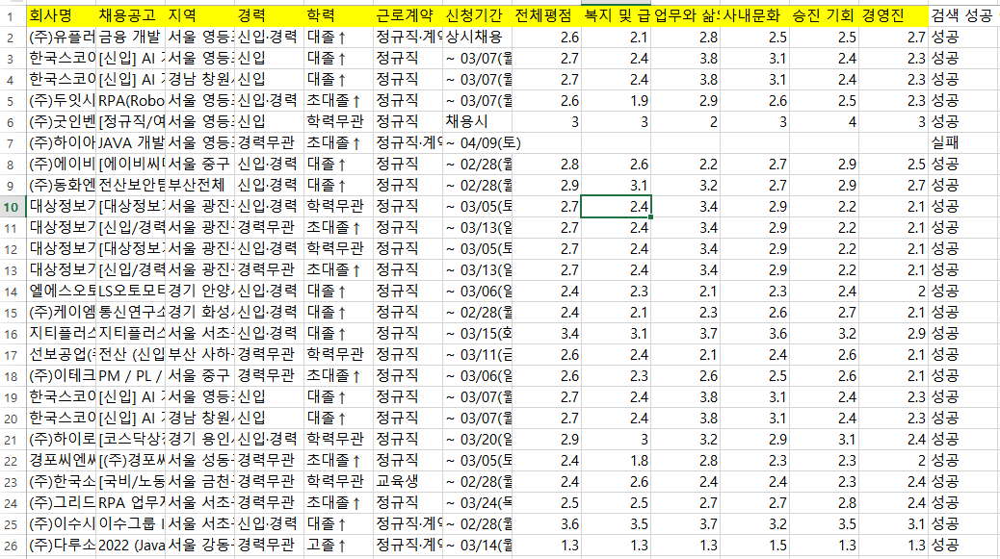 1 회사명 채용공고 지역 경력 학력 근로계약 신청기간 전체평점 복지 및 급 업무와 삶 사내문화 승진 기회 경영진 검색 성공
2 (주)유플러 금융 개발 서울 영등 신입·경력 대졸↑ 정규직·계약 상시채용 2.6 2.1 2.8 2.5 2.5 2.7 성공
3 한국스코어 [신입] AI 서울 영등 신입 대졸↑ 정규직 ~ 03/07(월 2.7 2.4 3.8 3.1 2.4 2.3 성공
4 한국스코어 [신입] AI 경남 창원 신입 대졸↑ 정규직 ~ 03/07(월 2.7 2.4 3.8 3.1 2.4 2.3 성공
5 (주)두잇시 RPA(Robo 서울 영등 신입·경력 초대졸↑ 정규직 ~ 03/07(월 2.6 1.9 2.9 2.6 2.5 2.3 성공
6 (주)굿인벤 [정규직/여 서울 영등 신입 학력무관 정규직 채용시 3 3 2 3 4 3 성공
7 (주)하이아 JAVA 개발 서울 영등 경력무관 초대졸↑ 정규직·계약 ~ 04/09(토) 실패
8 (주)에이비 [에이비씨 서울 중구 신입·경력 대졸↑ 정규직 ~ 02/28(월 2.8 2.6 2.2 2.7 2.9 2.5 성공
9 (주)동화엔 전산보안팀 부산전체 신입·경력 대졸↑ 정규직 ~ 02/28(월 2.9 3.1 3.2 2.7 2.9 2.7 성공
10 대상정보기 [대상정보 서울 광진 신입·경력 학력무관 정규직 ~ 03/05(토 2.7 2.4 3.4 2.9 2.2 2.1 성공
11 대상정보기 [신입/경력 서울 광진 경력무관 초대졸↑ 정규직 ~ 03/13(일 2.7 2.4 3.4 2.9 2.2 2.1 성공
12 대상정보기 [대상정보 서울 광진 신입·경력 학력무관 정규직 ~ 03/05(토 2.7 2.4 3.4 2.9 2.2 2.1 성공
13 대상정보기 [신입/경력 서울 광진 경력무관 초대졸↑ 정규직 ~ 03/13(일 2.7 2.4 3.4 2.9 2.2 2.1 성공
14 엘에스오토 LS오토모티 경기 안양 신입·경력 대졸↑ 정규직 ~ 03/06(일 2.4 2.3 2.1 2.3 2.4 2 성공
15 (주)케이엠 통신연구소 경기 화성 신입·경력 대졸↑ 정규직 ~ 02/28(월 2.4 2.1 2.3 2.6 2.7 2.1 성공
16 지티플러스 지티플러스 서울 서초 신입·경력 대졸↑ 정규직 ~ 03/15(화 3.4 3.1 3.7 3.6 3.2 2.9 성공
17 선보공업( 전산 (신입 부산 사하 경력무관 학력무관 정규직 ~ 03/11(금 2.6 2.4 2.1 2.4 2.6 2.1 성공
18 (주)이테크 PM / PL / 서울 중구 경력무관 초대졸↑ 정규직 ~ 03/06(일 2.6 2.3 2.6 2.5 2.6 2.1 성공
19 한국스코어 [신입] AI 서울 영등 신입 대졸↑ 정규직 ~ 03/07(월 2.7 2.4 3.8 3.1 2.4 2.3 성공
20 한국스코어 [신입] AI 경남 창원 신입 대졸↑ 정규직 ~ 03/07(월 2.7 2.4 3.8 3.1 2.4 2.3 성공
21 (주)하이로 [코스닥상장 경기 용인 신입·경력 학력무관 정규직 ~ 03/20(일 2.9 3 3.2 2.9 3.1 2.4 성공
22 경포씨엔씨 [(주)경포씨 서울 성동 경력무관 초대졸↑ 정규직 ~ 03/05(토 2.4 1.8 2.8 2.3 2.3 2 성공
23 (주)한국소 [국비/노동 서울 금천 경력무관 학력무관 교육생 ~ 02/28(월 2.4 2.6 2.4 2.4 2.3 2.4 성공
24 (주)그리드 RPA 업무 서울 서초 경력무관 초대졸↑ 정규직 ~ 03/24(목 2.5 2.5 2.7 2.7 2.8 2.4 성공
25 (주)이수시 이수그룹 I 서울 서초 신입·경력 대졸↑ 정규직·계약 ~ 02/28(월 3.6 3.5 3.7 3.2 3.5 3.1 성공
26 (주)다루소 2022 (Java 서울 강동 경력무관 고졸↑ 정규직·계약 ~ 03/14(월 1.3 1.3 1.3 1.5 1.3 1.3 성공